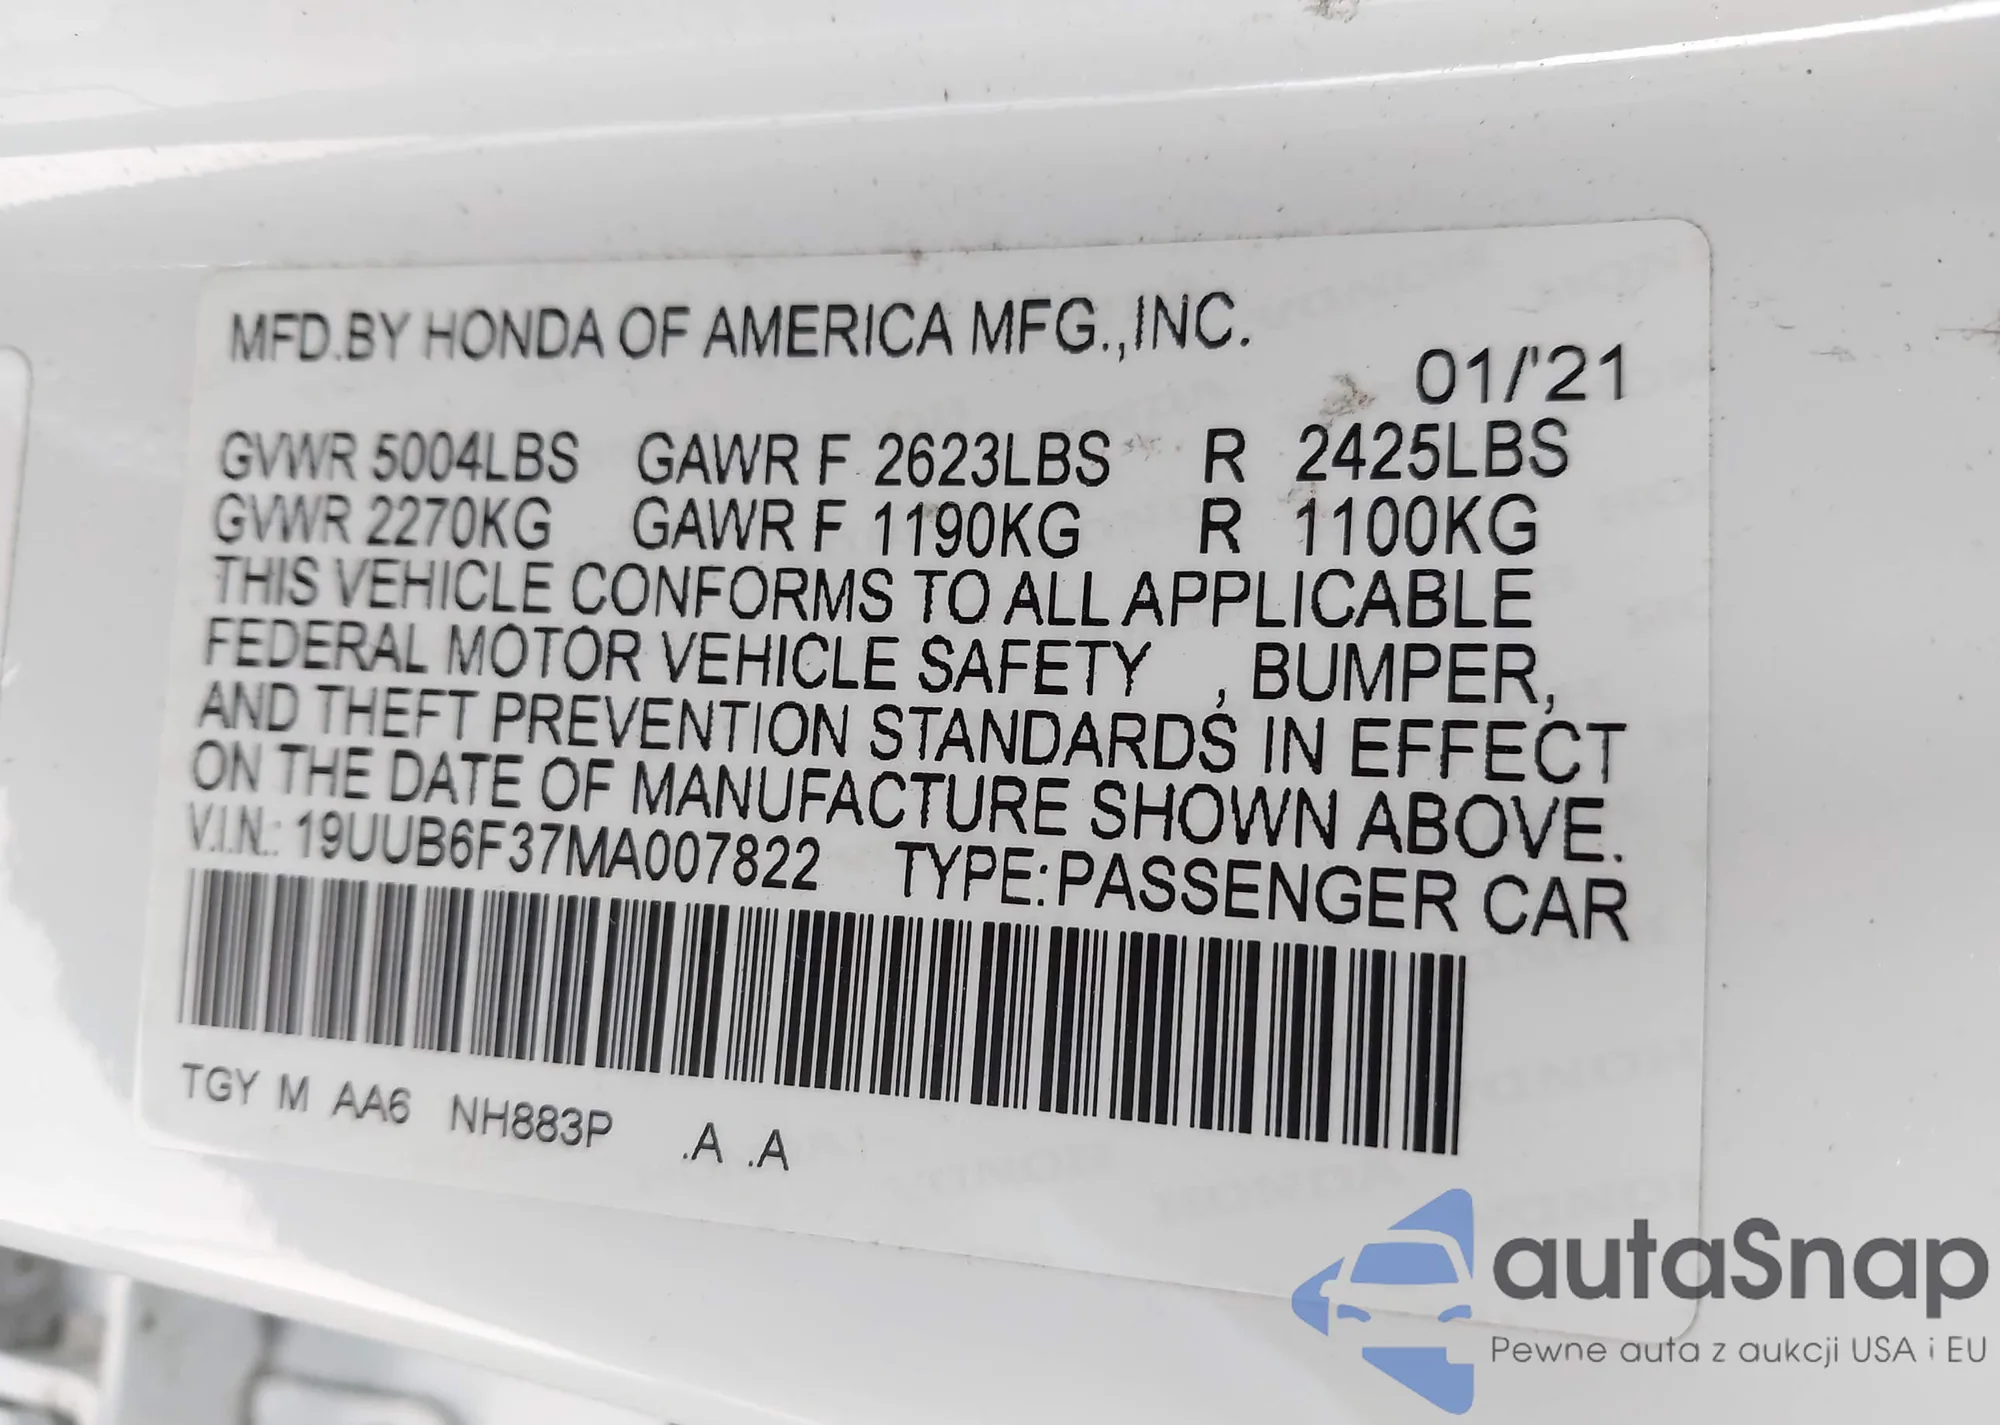 MFD.BY HONDA OF AMERICA MFG.,INC.
01/'21
GVWR 5004LBS GAWR F 2623LBS R 2425LBS
GVWR 2270KG GAWR F 1190KG R 1100KG
THIS VEHICLE CONFORMS TO ALL APPLICABLE
FEDERAL MOTOR VEHICLE SAFETY , BUMPER,
AND THEFT PREVENTION STANDARDS IN EFFECT
ON THE DATE OF MANUFACTURE SHOWN ABOVE.
V.I.N.: 19UUB6F37MA007822 TYPE:PASSENGER CAR
TGY M AA6 NH883P .A .A
autaSnap
Pewne auta z aukcji USA i EU